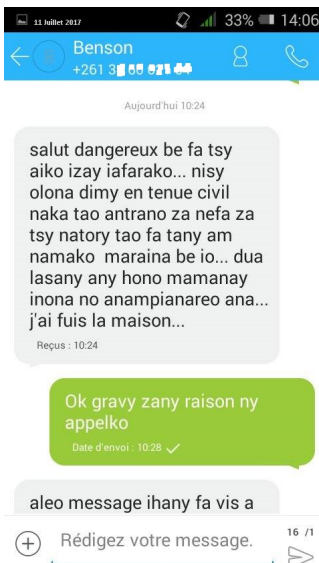 11 Juillet 2017
33%
14:06
Benson
+261 3
Aujourd'hui 10:24
salut dangereux be fa tsy
aiko izay iafarako... nisy
olona dimy en tenue civil
naka tao antrano za nefa za
tsy natory tao fa tany am
namako maraina be io... dua
lasany any hono mamanay
inona no anampianareo ana...
j'ai fuis la maison...
Reçus : 10:24
Ok gravy zany raison ny
appelko
Date d'envoi : 10:28
aleo message ihany fa vis a
Rédigez votre message.
16 /1